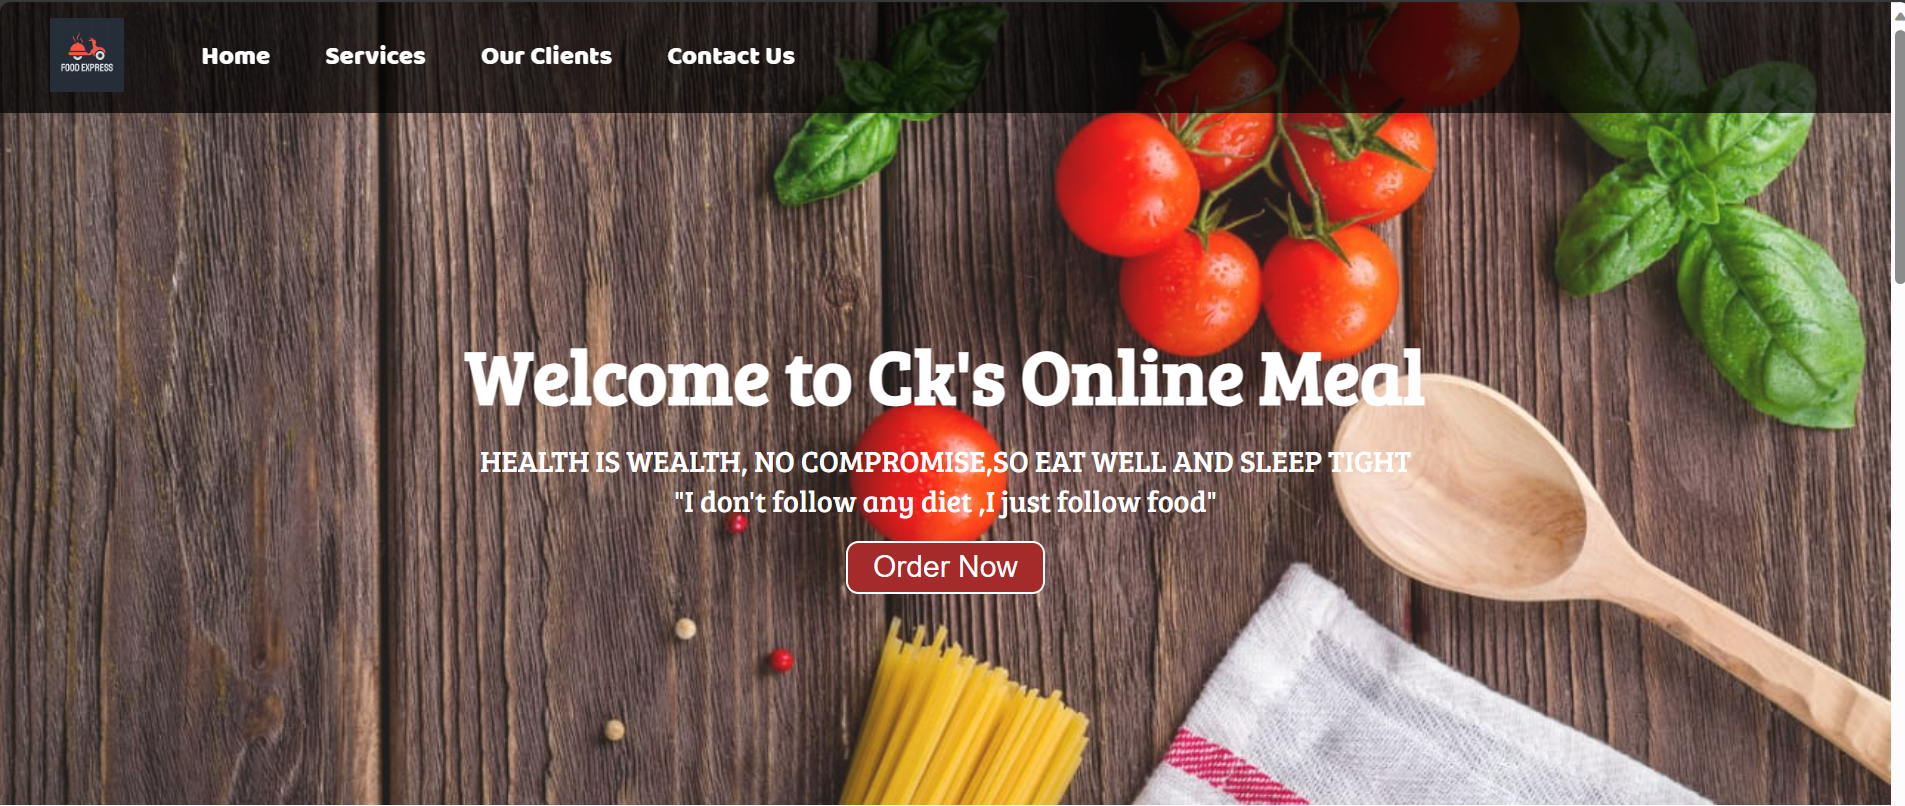 FOOD EXPRESS
Home Services Our Clients Contact Us
Welcome to Ck's Online Meal
HEALTH IS WEALTH, NO COMPROMISE,SO EAT WELL AND SLEEP TIGHT
"I don't follow any diet ,I just follow food"
Order Now